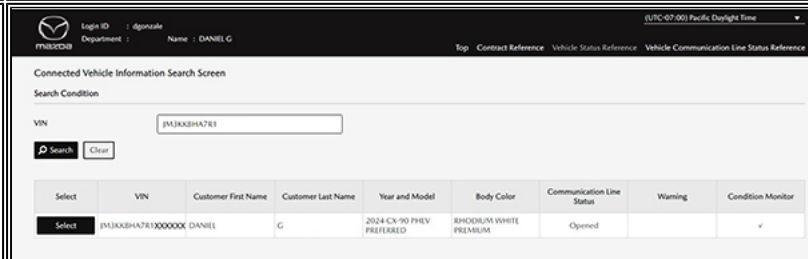 (UTC-07:00) Pacific Daylight Time
Login ID : dgonzale
Department : Name : DANIEL G
mazda
Top Contract Reference Vehicle Status Reference Vehicle Communication Line Status Reference
Connected Vehicle Information Search Screen
Search Condition
VIN JM3KKBHA7R1
Search Clear
Select VIN Customer First Name Customer Last Name Year and Model Body Color Communication Line Status Warning Condition Monitor
Select JM3KKBHA7R1XXXXXX DANIEL G 2024 CX-90 PHEV PREFERRED RHODIUM WHITE PREMIUM Opened ✓